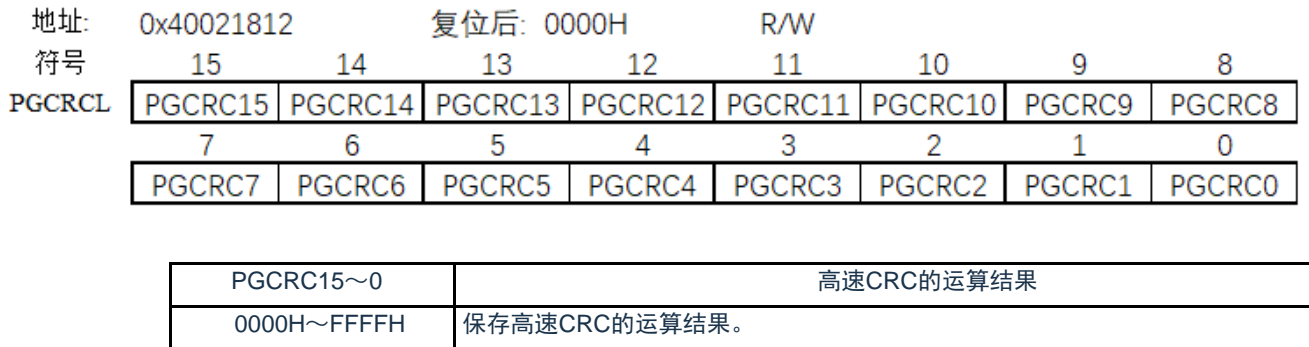 地址: 0x40021812 复位后: 0000H R/W
符号 15 14 13 12 11 10 9 8
PGCRCL PGCRC15 PGCRC14 PGCRC13 PGCRC12 PGCRC11 PGCRC10 PGCRC9 PGCRC8
7 6 5 4 3 2 1 0
PGCRC7 PGCRC6 PGCRC5 PGCRC4 PGCRC3 PGCRC2 PGCRC1 PGCRC0
PGCRC15～0 高速CRC的运算结果
0000H～FFFFH 保存高速CRC的运算结果。